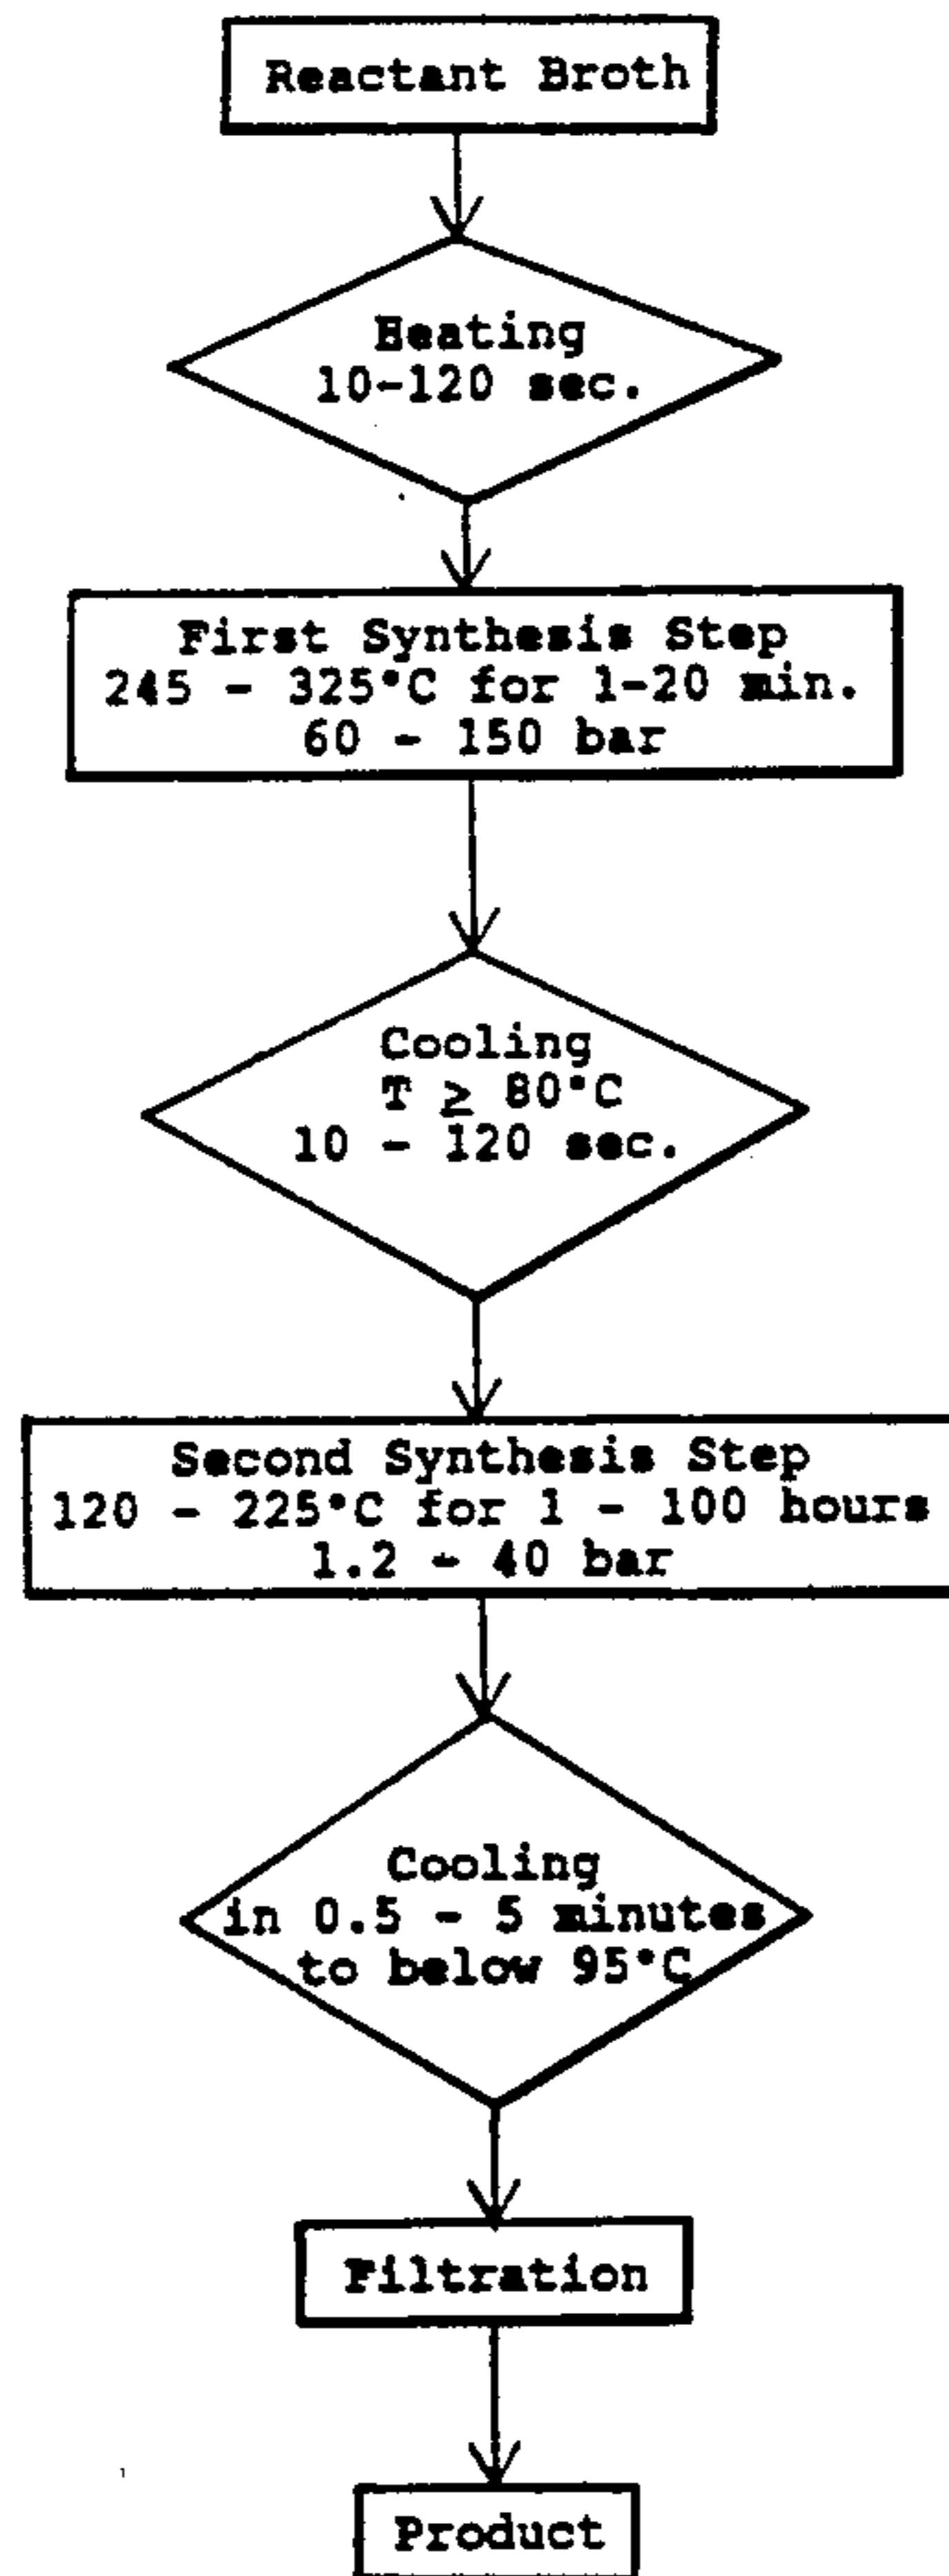 Reactant Broth
Heating
10-120 sec.
First Synthesis Step
245 - 325°C for 1-20 min.
60 - 150 bar
Cooling
T ≥ 80°C
10 - 120 sec.
Second Synthesis Step
120 - 225°C for 1 - 100 hours
1.2 - 40 bar
Cooling
in 0.5 - 5 minutes
to below 95°C
Filtration
Product